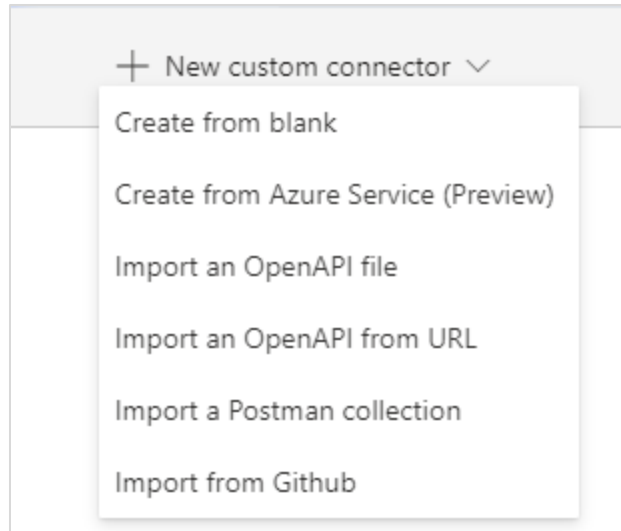 New custom connector
Create from blank
Create from Azure Service (Preview)
Import an OpenAPI file
Import an OpenAPI from URL
Import a Postman collection
Import from Github